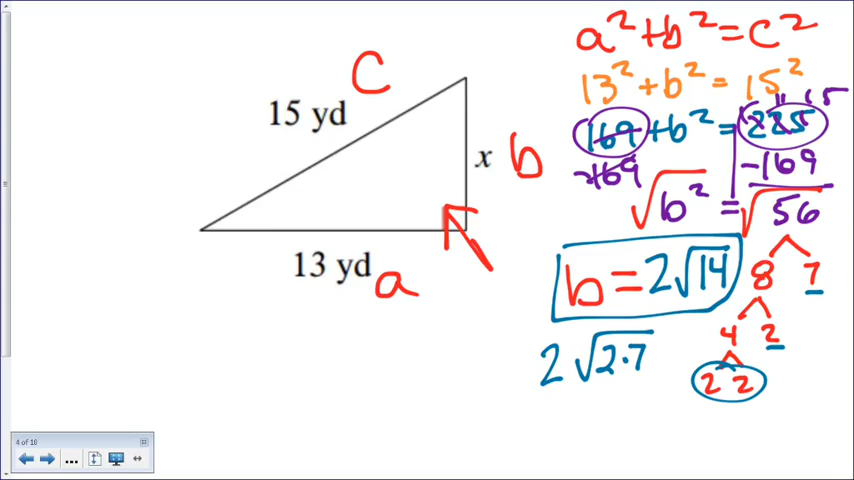 C
15 yd
x
b
13 yd
a
a² + b² = c²
13² + b² = 15²
169 + b² = 225
-169
-169
√b² = √56
8 7
b = 2√14
4 2
2√2·7
2 2
4 of 10
...